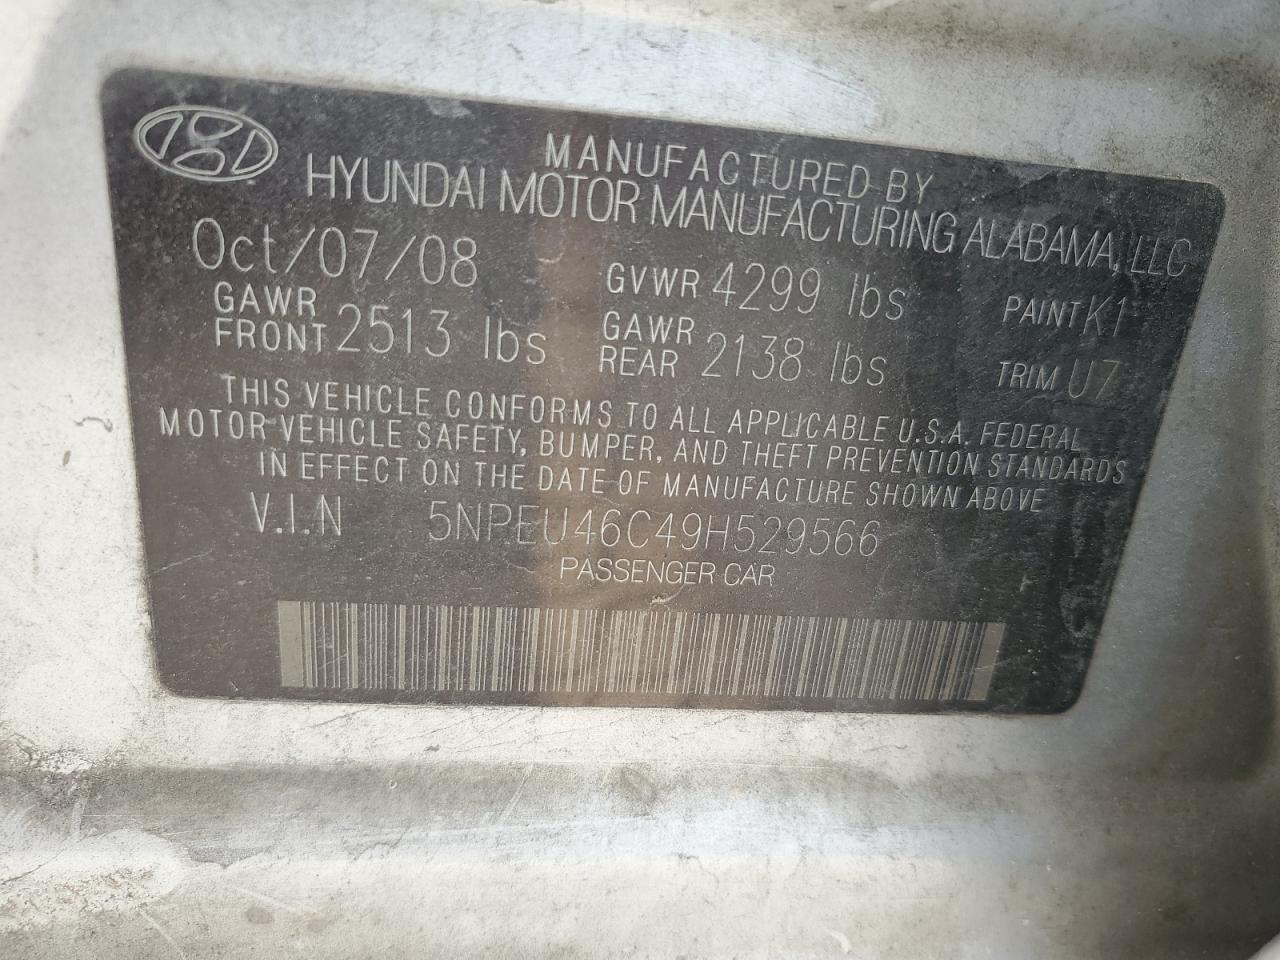 MANUFACTURED BY
HYUNDAI MOTOR MANUFACTURING ALABAMA, LLC
Oct/07/08 GVWR 4299 lbs PAINT K1
GAWR FRONT 2513 lbs GAWR REAR 2138 lbs TRIM U7
THIS VEHICLE CONFORMS TO ALL APPLICABLE U.S.A. FEDERAL
MOTOR VEHICLE SAFETY, BUMPER, AND THEFT PREVENTION STANDARDS
IN EFFECT ON THE DATE OF MANUFACTURE SHOWN ABOVE
V.I.N 5NPEU46C49H529566
PASSENGER CAR